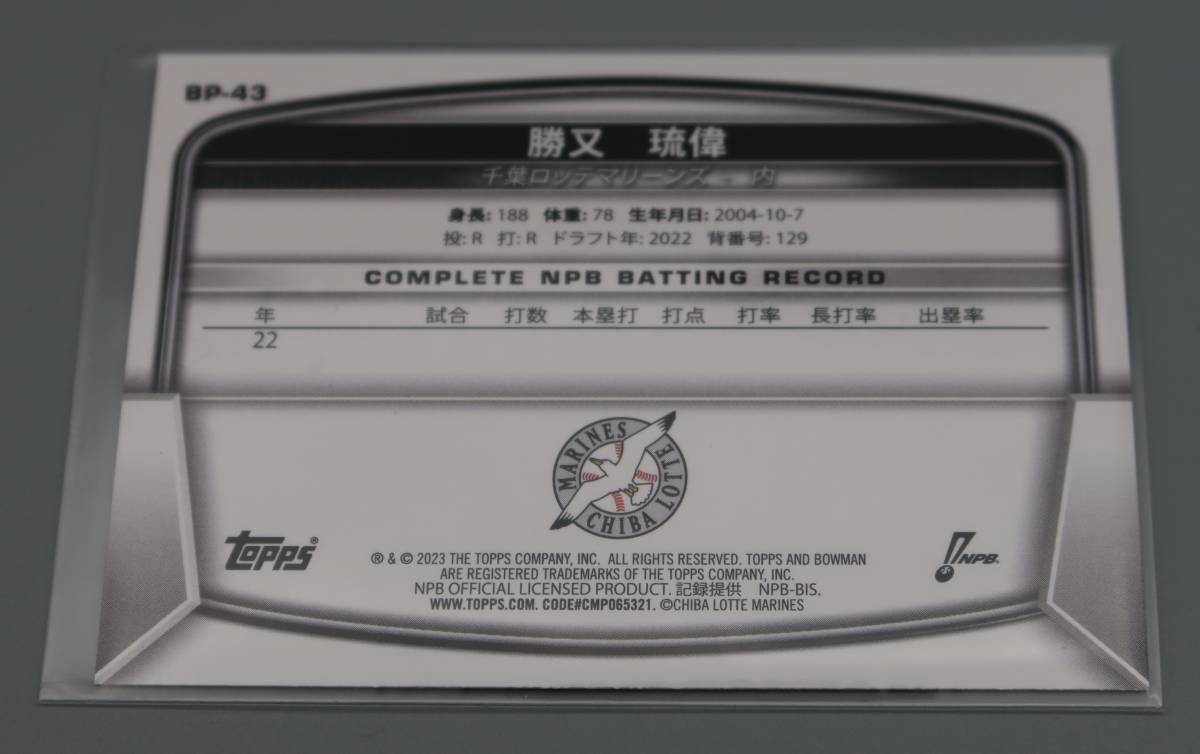 BP-43
勝又 琉偉
千葉ロッテマリーンズ - 内
身長: 188 体重: 78 生年月日: 2004-10-7
投: R 打: R ドラフト年: 2022 背番号: 129
COMPLETE NPB BATTING RECORD
年 試合 打数 本塁打 打点 打率 長打率 出塁率
22
MARINES
CHIBA LOTTE
topps®
® & © 2023 THE TOPPS COMPANY, INC. ALL RIGHTS RESERVED. TOPPS AND BOWMAN
ARE REGISTERED TRADEMARKS OF THE TOPPS COMPANY, INC.
NPB OFFICIAL LICENSED PRODUCT. 記録提供 NPB-BIS.
WWW.TOPPS.COM. CODE#CMP065321. ©CHIBA LOTTE MARINES
NPB®